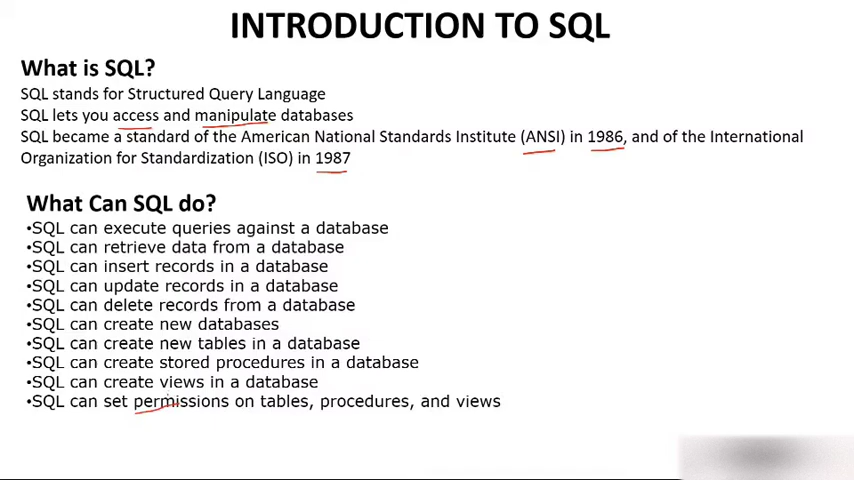 INTRODUCTION TO SQL
What is SQL?
SQL stands for Structured Query Language
SQL lets you access and manipulate databases
SQL became a standard of the American National Standards Institute (ANSI) in 1986, and of the International
Organization for Standardization (ISO) in 1987
What Can SQL do?
•SQL can execute queries against a database
•SQL can retrieve data from a database
•SQL can insert records in a database
•SQL can update records in a database
•SQL can delete records from a database
•SQL can create new databases
•SQL can create new tables in a database
•SQL can create stored procedures in a database
•SQL can create views in a database
•SQL can set permissions on tables, procedures, and views